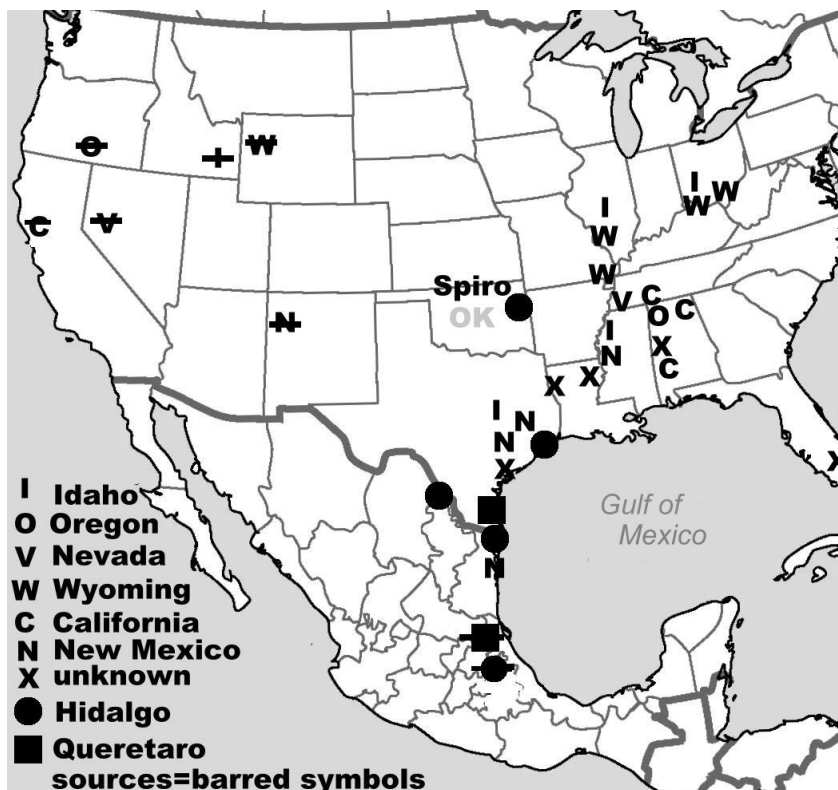 O
I
W
I
W
I
W
C
V
W
W
Spiro
C
V
C
OK
O
N
I
X
N
X
C
X
I
N
N
X
X
Gulf of
Mexico
N
I Idaho
O Oregon
V Nevada
W Wyoming
C California
N New Mexico
X unknown
Hidalgo
Queretaro
sources=barred symbols